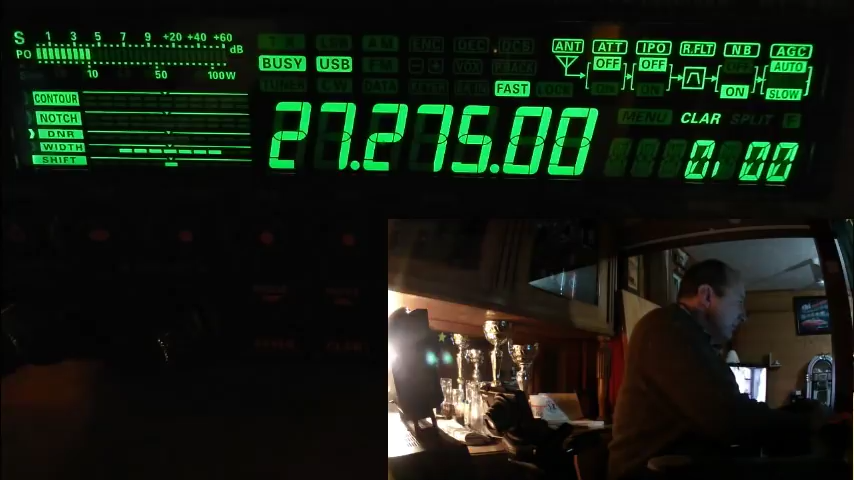 S 1 3 5 7 9 +20 +40 +60 dB
PO 10 50 100W
BUSY USB
FAST
ANT ATT IPO R.FLT NB AGC
OFF OFF AUTO
ON SLOW
CONTOUR
NOTCH
DNR
WIDTH
SHIFT
27.275.00
MENU CLAR SPLIT
0.00